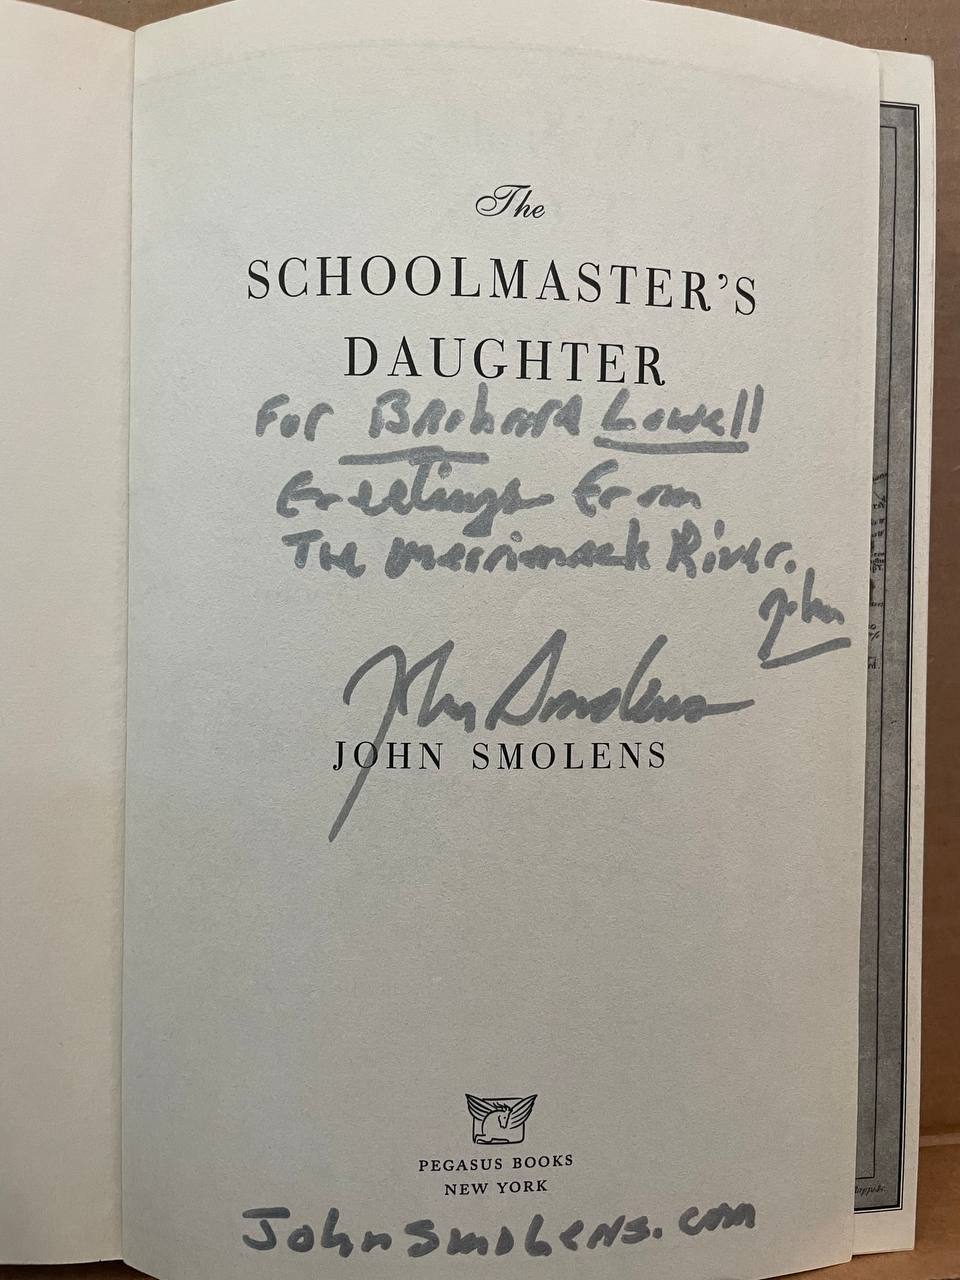 The
SCHOOLMASTER'S
DAUGHTER
For Barbara Lowell
Greetings from
The Merrimack River.
John
John Smolens
JOHN SMOLENS
PEGASUS BOOKS
NEW YORK
JohnSmolens.com